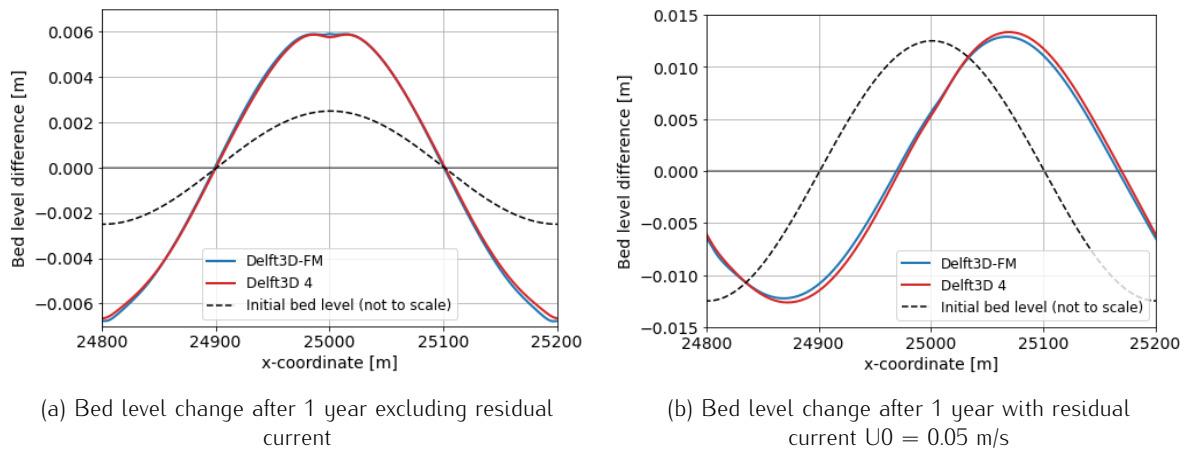 0.006
0.004
0.002
0.000
−0.002
−0.004
−0.006
Bed level difference [m]
24800 24900 25000 25100 25200
x-coordinate [m]
Delft3D-FM
Delft3D 4
Initial bed level (not to scale)
(a) Bed level change after 1 year excluding residual
current
0.015
0.010
0.005
0.000
−0.005
−0.010
−0.015
Bed level difference [m]
24800 24900 25000 25100 25200
x-coordinate [m]
Delft3D-FM
Delft3D 4
Initial bed level (not to scale)
(b) Bed level change after 1 year with residual
current U0 = 0.05 m/s